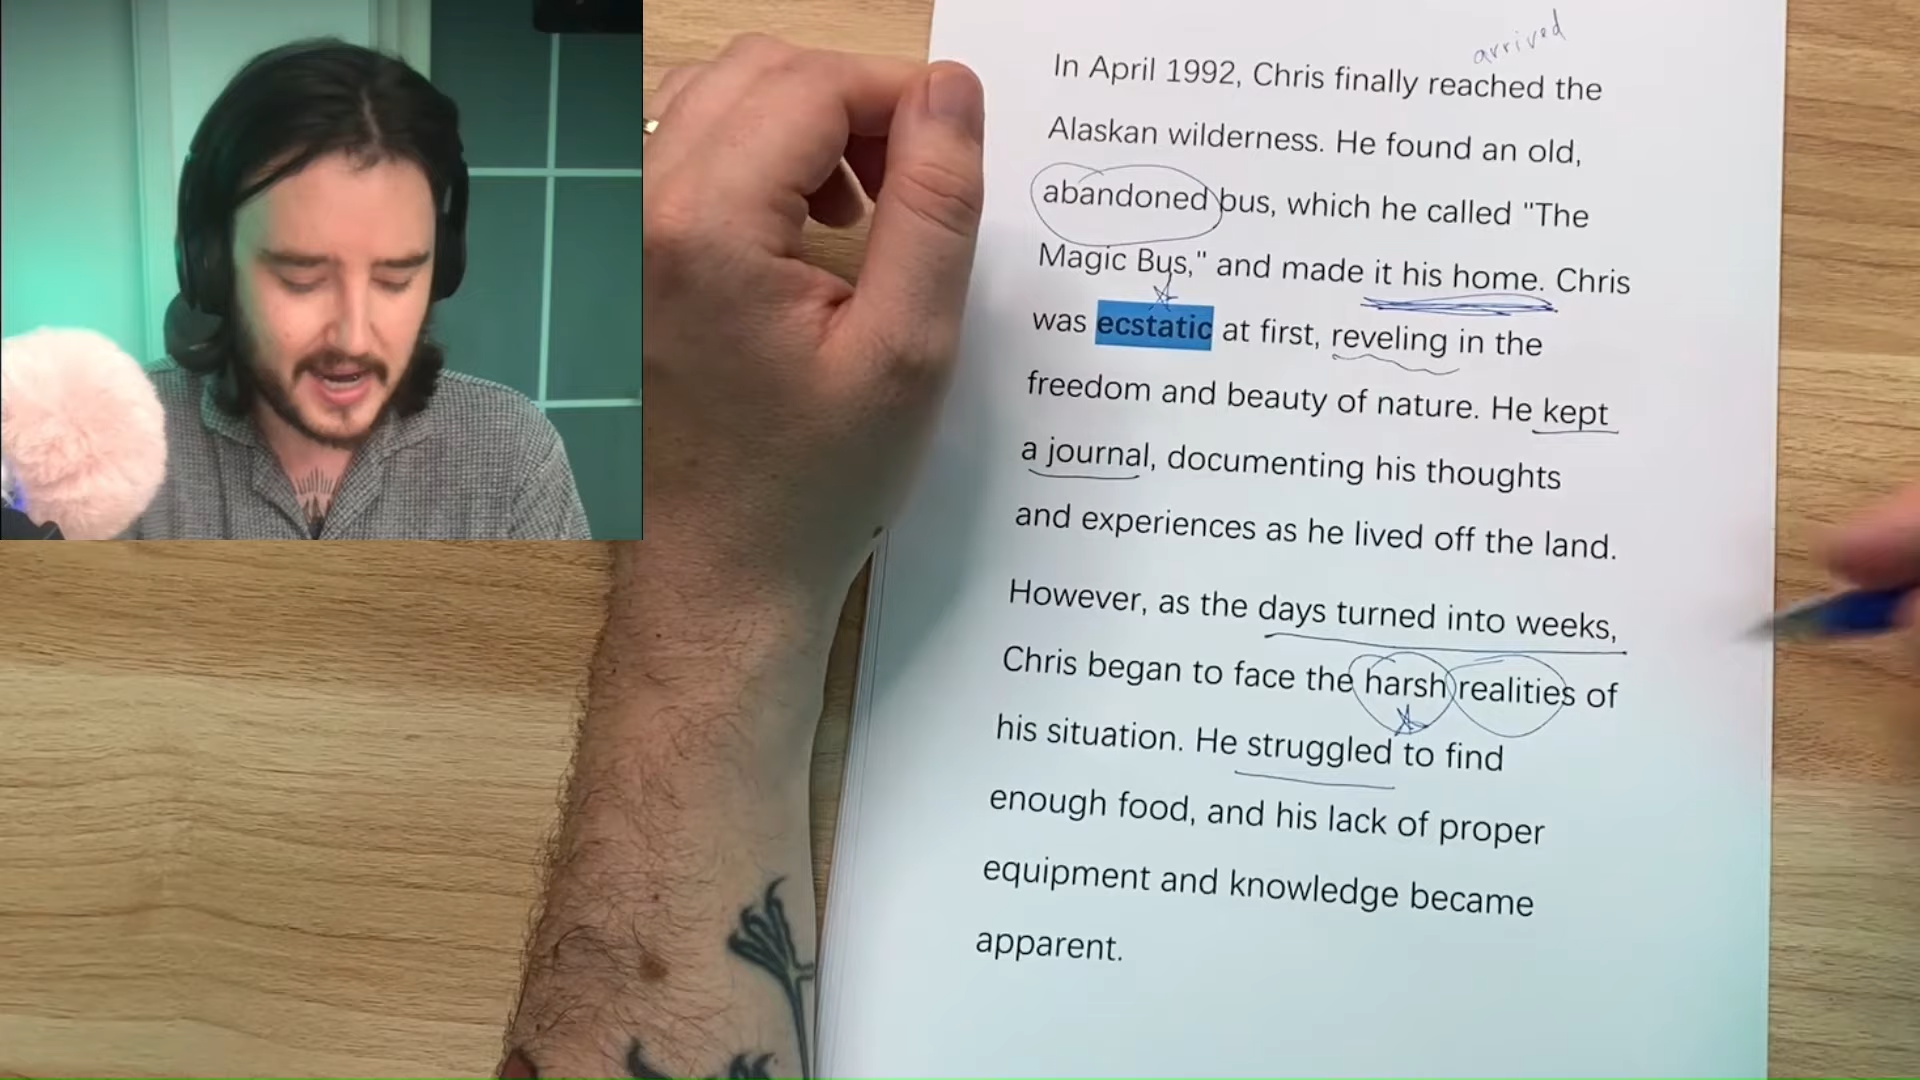 arrived
In April 1992, Chris finally reached the
Alaskan wilderness. He found an old,
abandoned bus, which he called "The
Magic Bus," and made it his home. Chris
was ecstatic at first, reveling in the
freedom and beauty of nature. He kept
a journal, documenting his thoughts
and experiences as he lived off the land.
However, as the days turned into weeks,
Chris began to face the harsh realities of
his situation. He struggled to find
enough food, and his lack of proper
equipment and knowledge became
apparent.